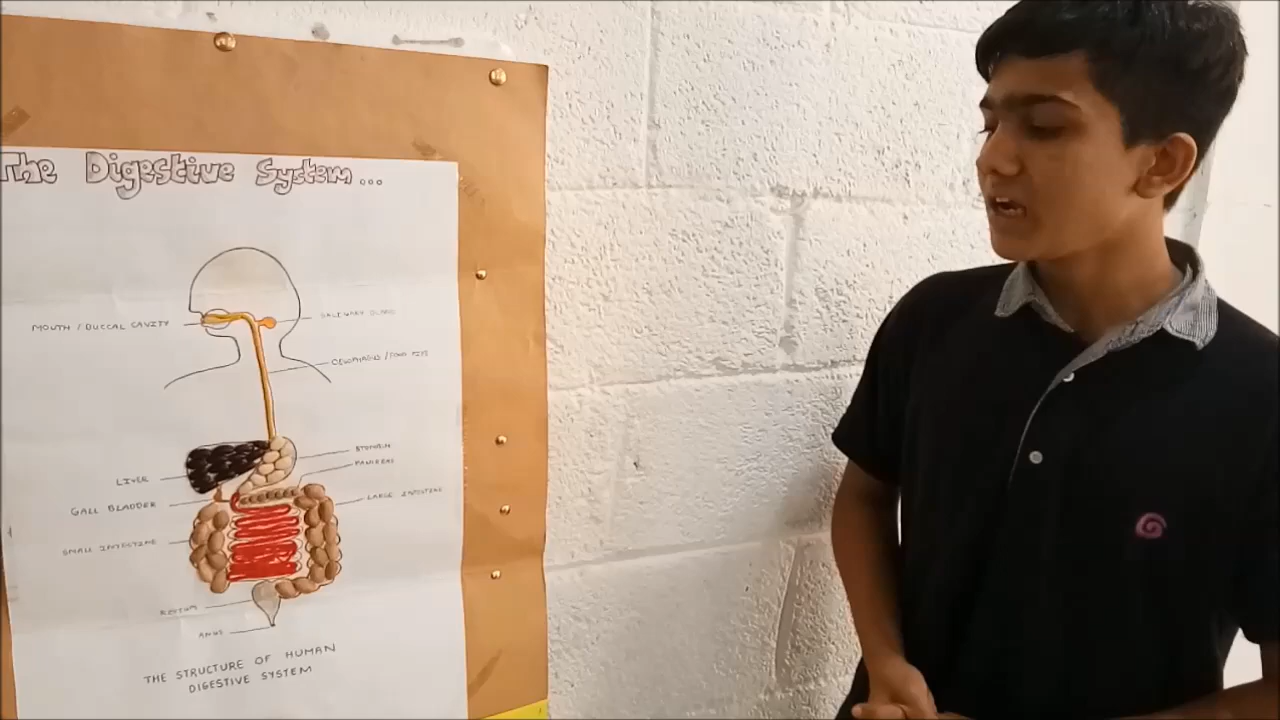 The Digestive System...
MOUTH / BUCCAL CAVITY
SALIVARY GLAND
OESOPHAGUS / FOOD PIPE
STOMACH
PANCREAS
LIVER
LARGE INTESTINE
GALL BLADDER
SMALL INTESTINE
RECTUM
ANUS
THE STRUCTURE OF HUMAN
DIGESTIVE SYSTEM